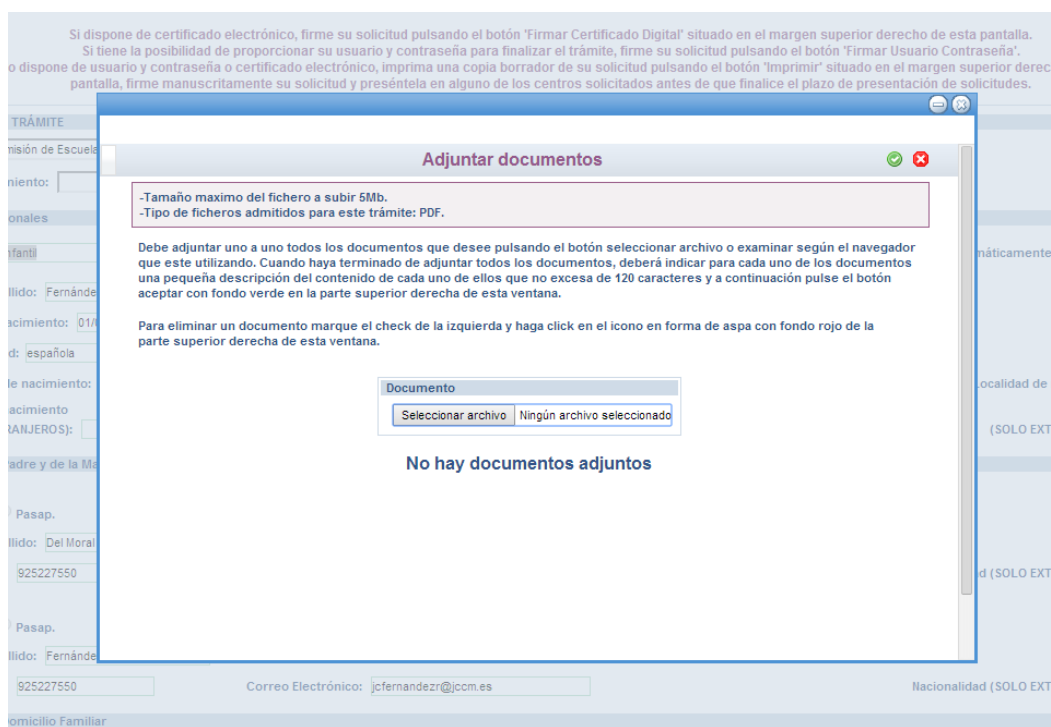 Si dispone de certificado electrónico, firme su solicitud pulsando el botón 'Firmar Certificado Digital' situado en el margen superior derecho de esta pantalla.
Si tiene la posibilidad de proporcionar su usuario y contraseña para finalizar el trámite, firme su solicitud pulsando el botón 'Firmar Usuario Contraseña'.
o dispone de usuario y contraseña o certificado electrónico, imprima una copia borrador de su solicitud pulsando el botón 'Imprimir' situado en el margen superior derec
pantalla, firme manuscritamente su solicitud y preséntela en alguno de los centros solicitados antes de que finalice el plazo de presentación de solicitudes.
TRÁMITE
misión de Escuela
miento:
Adjuntar documentos
-Tamaño maximo del fichero a subir 5Mb.
-Tipo de ficheros admitidos para este trámite: PDF.
onales
nfantil
máticamente
Debe adjuntar uno a uno todos los documentos que desee pulsando el botón seleccionar archivo o examinar según el navegador
que este utilizando. Cuando haya terminado de adjuntar todos los documentos, deberá indicar para cada uno de los documentos
una pequeña descripción del contenido de cada uno de ellos que no excesa de 120 caracteres y a continuación pulse el botón
aceptar con fondo verde en la parte superior derecha de esta ventana.
llido: Fernánde
acimiento: 01/
Para eliminar un documento marque el check de la izquierda y haga click en el icono en forma de aspa con fondo rojo de la
parte superior derecha de esta ventana.
d: española
de nacimiento:
ocalidad de
Documento
Seleccionar archivo Ningún archivo seleccionado
acimiento
RANJEROS):
(SOLO EXT
No hay documentos adjuntos
Padre y de la Ma
Pasap.
llido: Del Moral
925227550
d (SOLO EXT
Pasap.
llido: Fernánde
925227550 Correo Electrónico: jcfernandezr@jccm.es Nacionalidad (SOLO EXT
omicilio Familiar